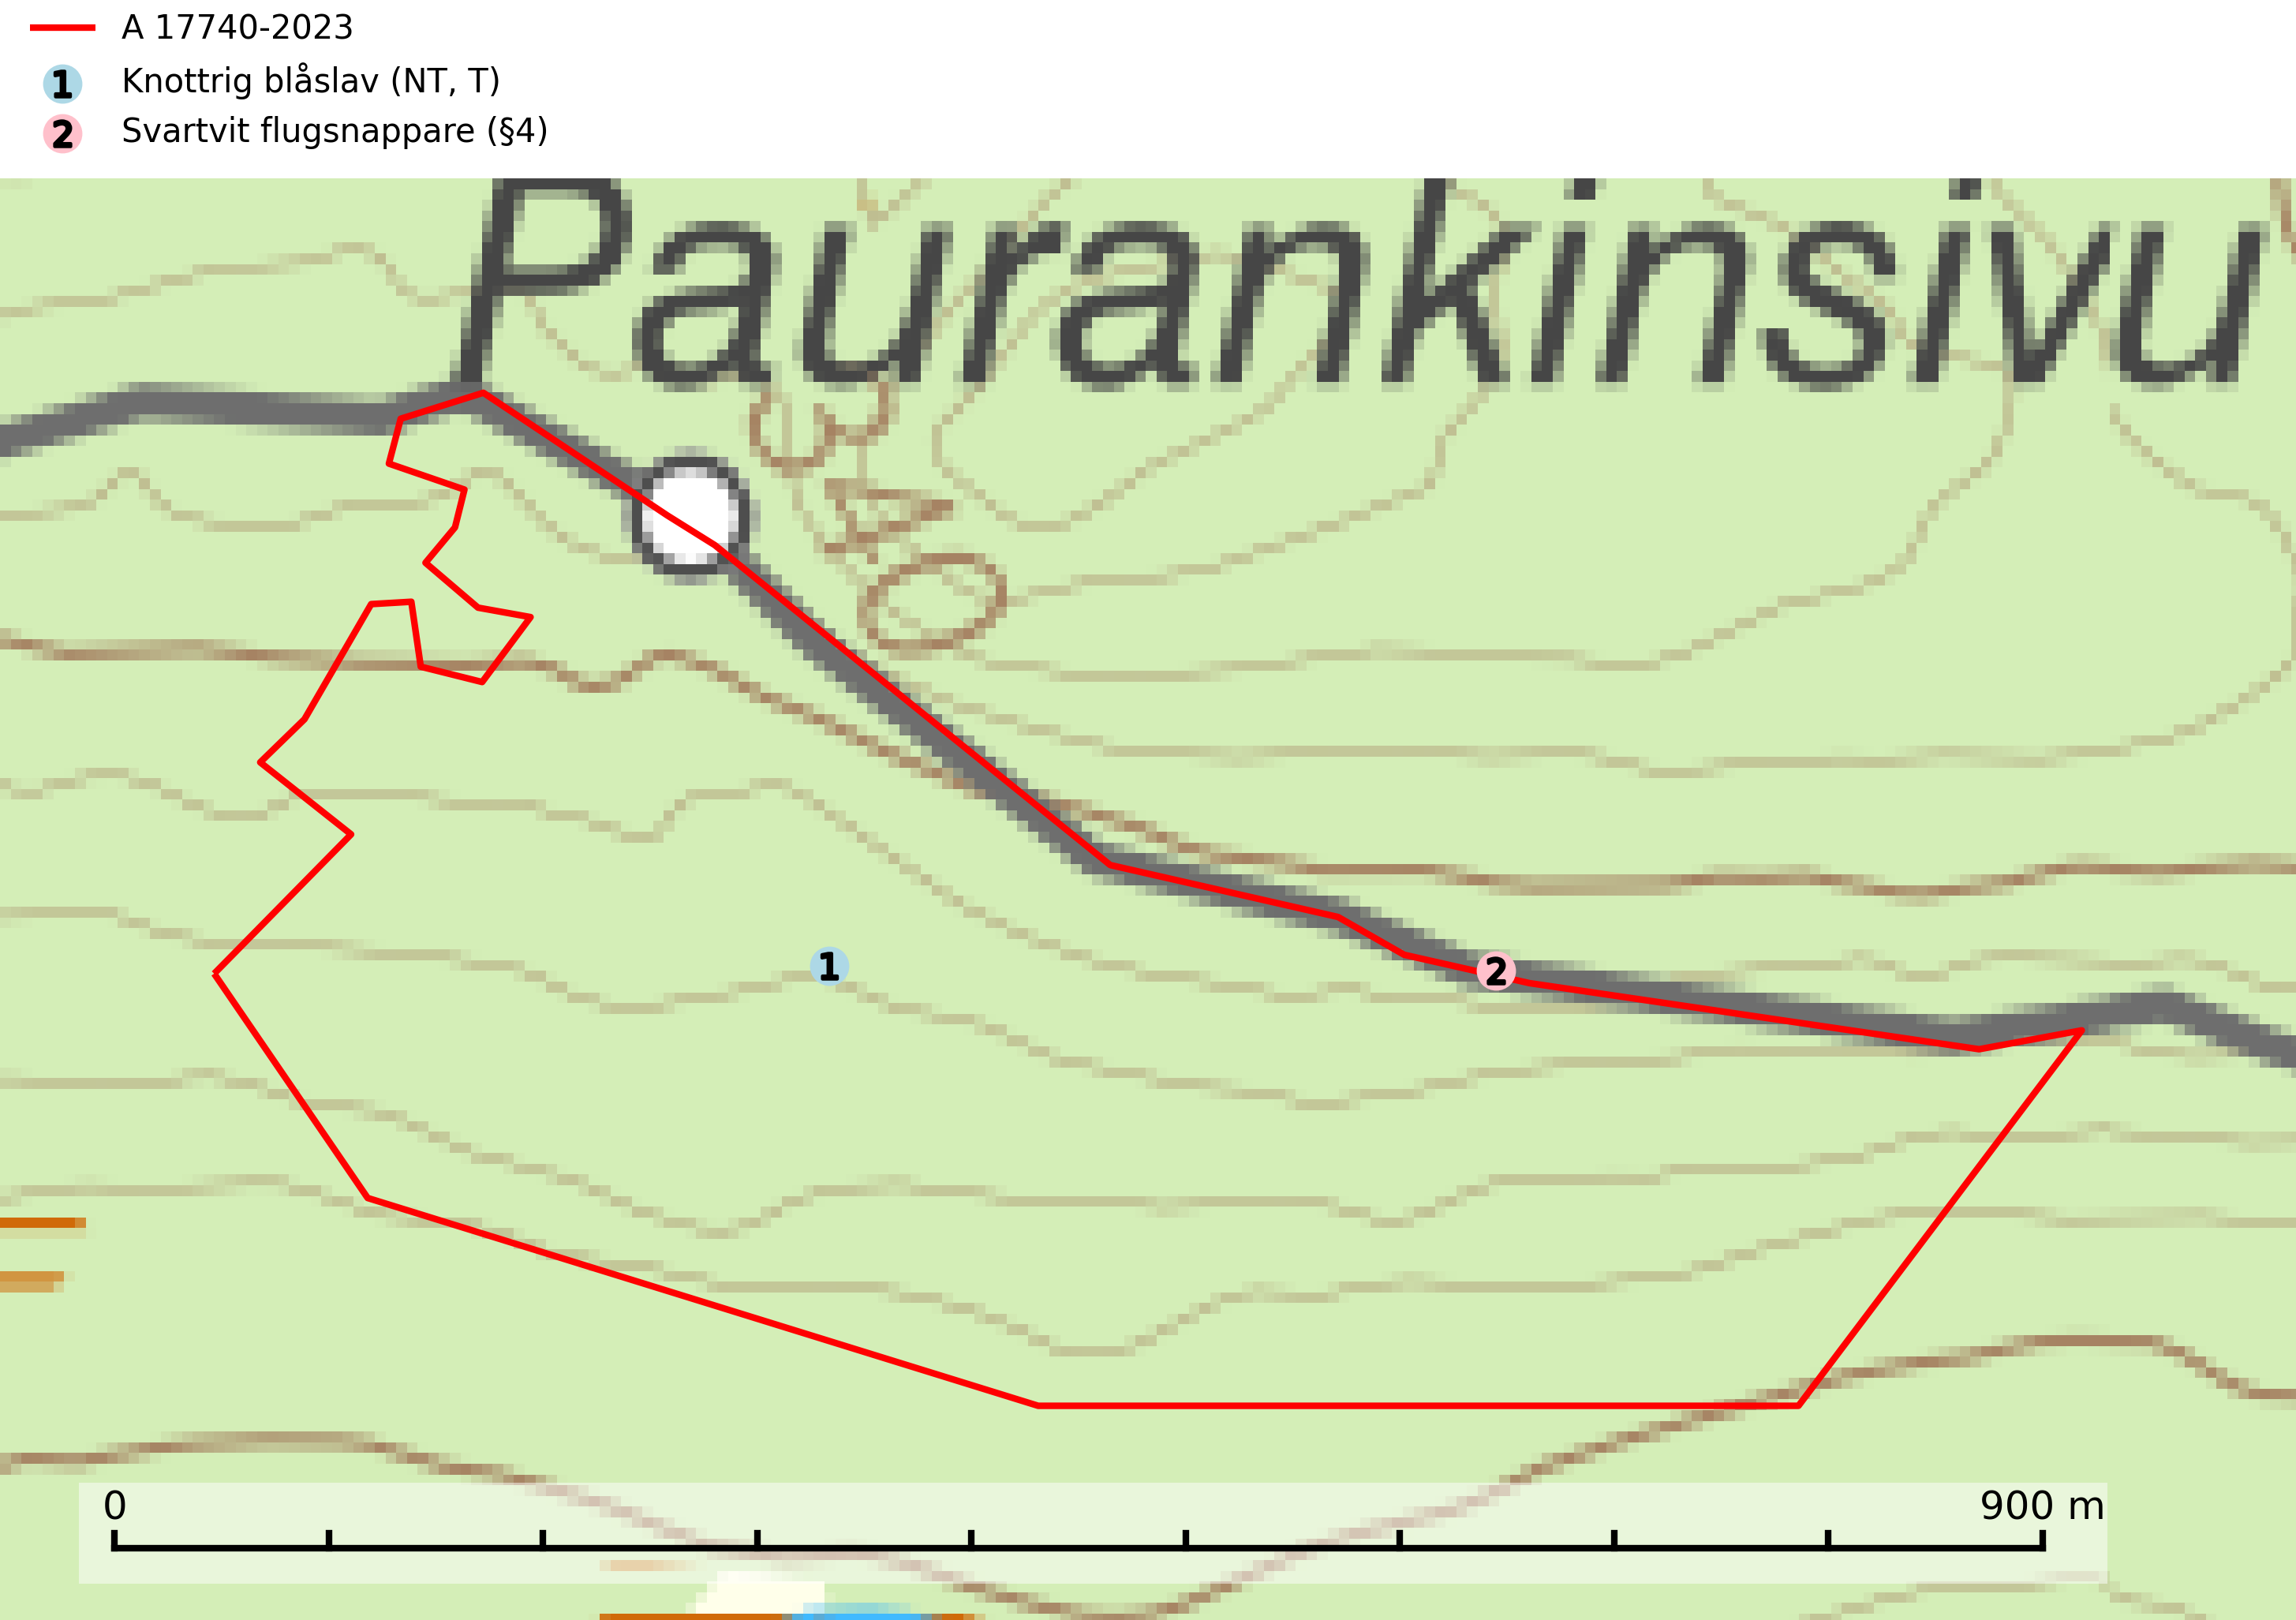 A 17740-2023
1 Knottrig blåslav (NT, T)
2 Svartvit flugsnappare (§4)
Paurankinsivu
1
2
0 900 m